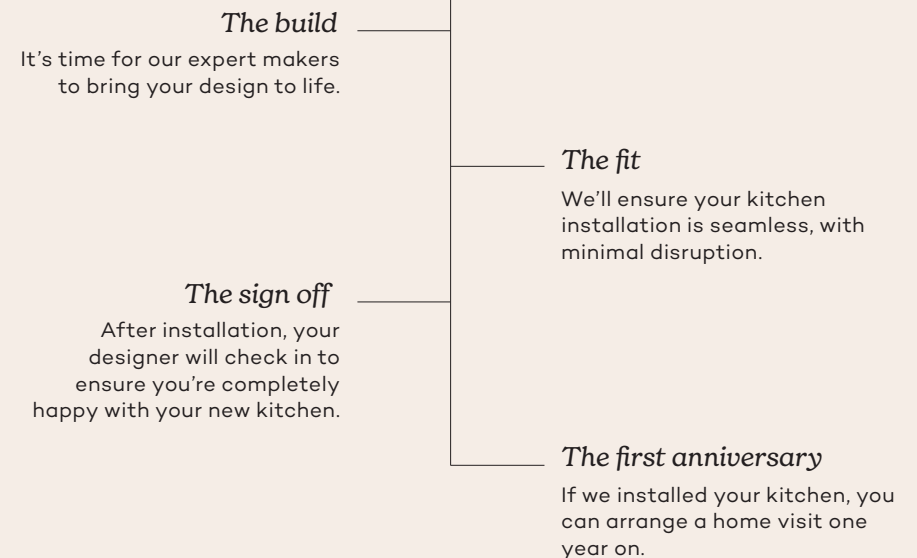 The build
It’s time for our expert makers
to bring your design to life.
The fit
We’ll ensure your kitchen
installation is seamless, with
minimal disruption.
The sign off
After installation, your
designer will check in to
ensure you’re completely
happy with your new kitchen.
The first anniversary
If we installed your kitchen, you
can arrange a home visit one
year on.